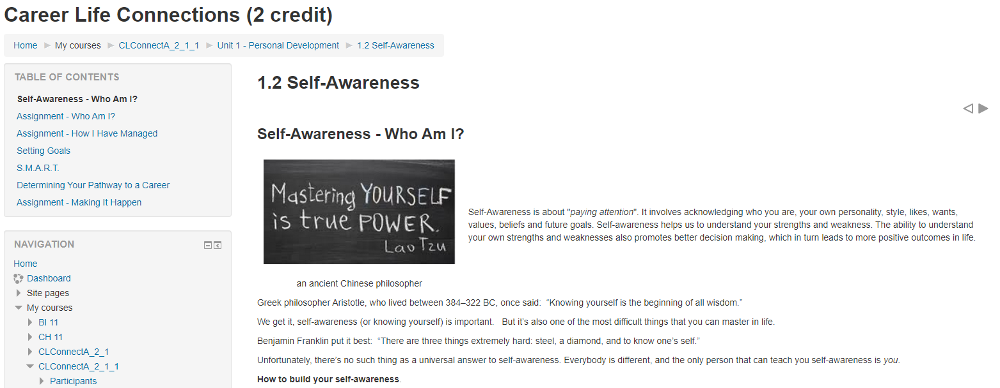 Career Life Connections (2 credit)
Home My courses CLConnectA_2_1_1 Unit 1 - Personal Development 1.2 Self-Awareness
TABLE OF CONTENTS
Self-Awareness - Who Am I?
Assignment - Who Am I?
Assignment - How I Have Managed
Setting Goals
S.M.A.R.T.
Determining Your Pathway to a Career
Assignment - Making It Happen
NAVIGATION
Home
Dashboard
Site pages
My courses
BI 11
CH 11
CLConnectA_2_1
CLConnectA_2_1_1
Participants
1.2 Self-Awareness
Self-Awareness - Who Am I?
Mastering YOURSELF
is true POWER.
Lao Tzu
Self-Awareness is about "paying attention". It involves acknowledging who you are, your own personality, style, likes, wants,
values, beliefs and future goals. Self-awareness helps us to understand your strengths and weakness. The ability to understand
your own strengths and weaknesses also promotes better decision making, which in turn leads to more positive outcomes in life.
an ancient Chinese philosopher
Greek philosopher Aristotle, who lived between 384–322 BC, once said:  “Knowing yourself is the beginning of all wisdom.”
We get it, self-awareness (or knowing yourself) is important.   But it’s also one of the most difficult things that you can master in life.
Benjamin Franklin put it best:  “There are three things extremely hard: steel, a diamond, and to know one’s self.”
Unfortunately, there’s no such thing as a universal answer to self-awareness. Everybody is different, and the only person that can teach you self-awareness is you.
How to build your self-awareness.